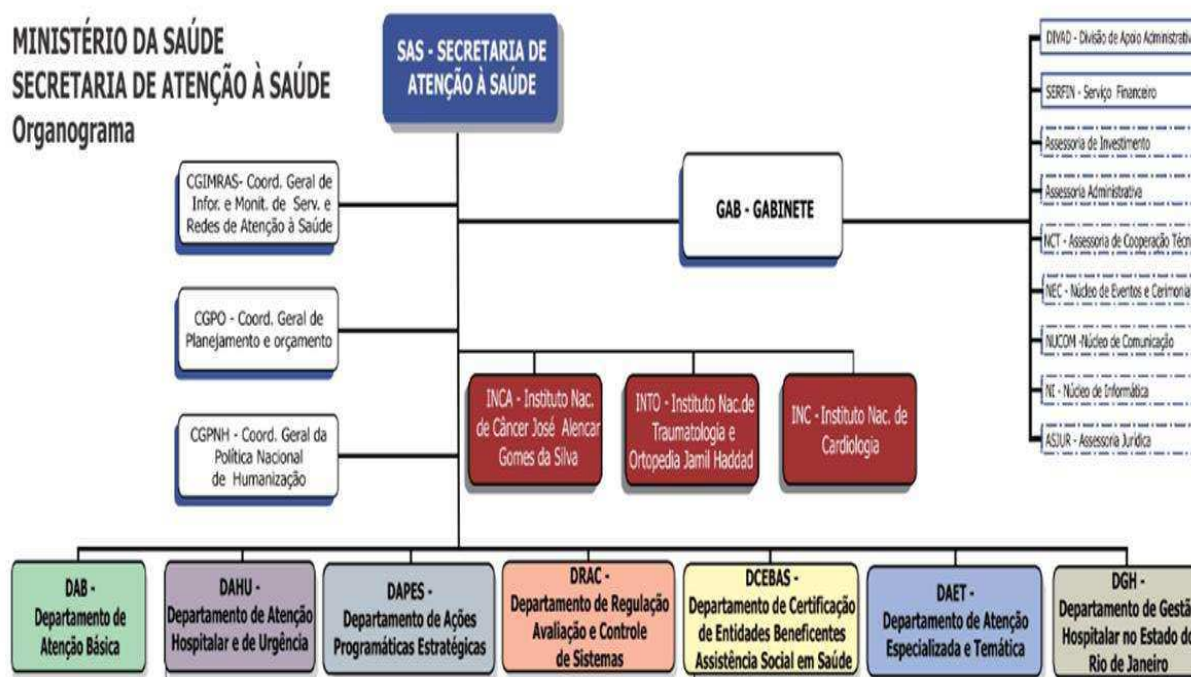 MINISTÉRIO DA SAÚDE
SECRETARIA DE ATENÇÃO À SAÚDE
Organograma
SAS - SECRETARIA DE
ATENÇÃO À SAÚDE
CGIMRAS- Coord. Geral de
Infor. e Monit. de Serv. e
Redes de Atenção à Saúde
GAB - GABINETE
DIVAD - Divisão de Apoio Administrativ
SERFIN - Serviço Financeiro
Assessoria de Investimento
Assessoria Administrativa
NCT - Assessoria de Cooperação Técni
NEC - Núcleo de Eventos e Cerimonia
NUCOM -Núcleo de Comunicação
NI - Núcleo de Informática
ASJUR - Assessoria Jurídica
CGPO - Coord. Geral de
Planejamento e orçamento
CGPNH - Coord. Geral da
Política Nacional
de Humanização
INCA - Instituto Nac.
de Câncer José Alencar
Gomes da Silva
INTO - Instituto Nac.de
Traumatologia e
Ortopedia Jamil Haddad
INC - Instituto Nac. de
Cardiologia
DAB -
Departamento de
Atenção Básica
DAHU -
Departamento de Atenção
Hospitalar e de Urgência
DAPES -
Departamento de Ações
Programáticas Estratégicas
DRAC -
Departamento de Regulação
Avaliação e Controle
de Sistemas
DCEBAS -
Departamento de Certificação
de Entidades Beneficentes
Assistência Social em Saúde
DAET -
Departamento de Atenção
Especializada e Temática
DGH -
Departamento de Gestã
Hospitalar no Estado do
Rio de Janeiro